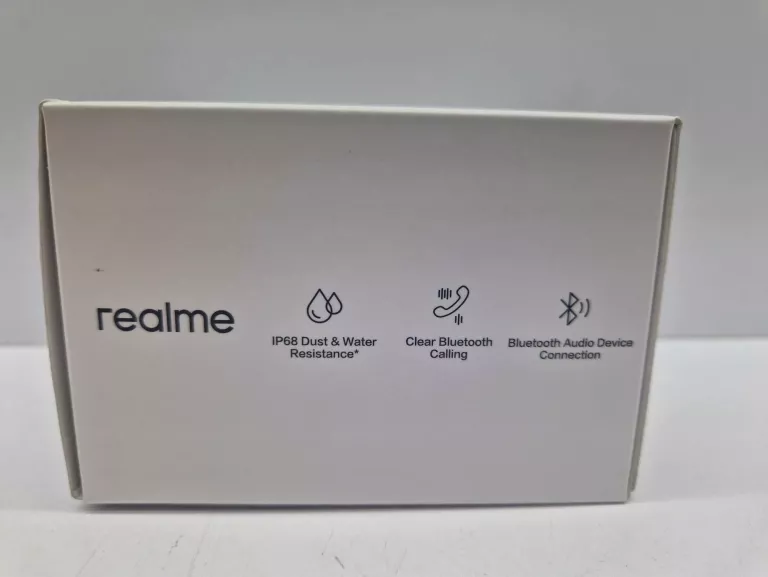 realme
IP68 Dust & Water
Resistance*
Clear Bluetooth
Calling
Bluetooth Audio Device
Connection